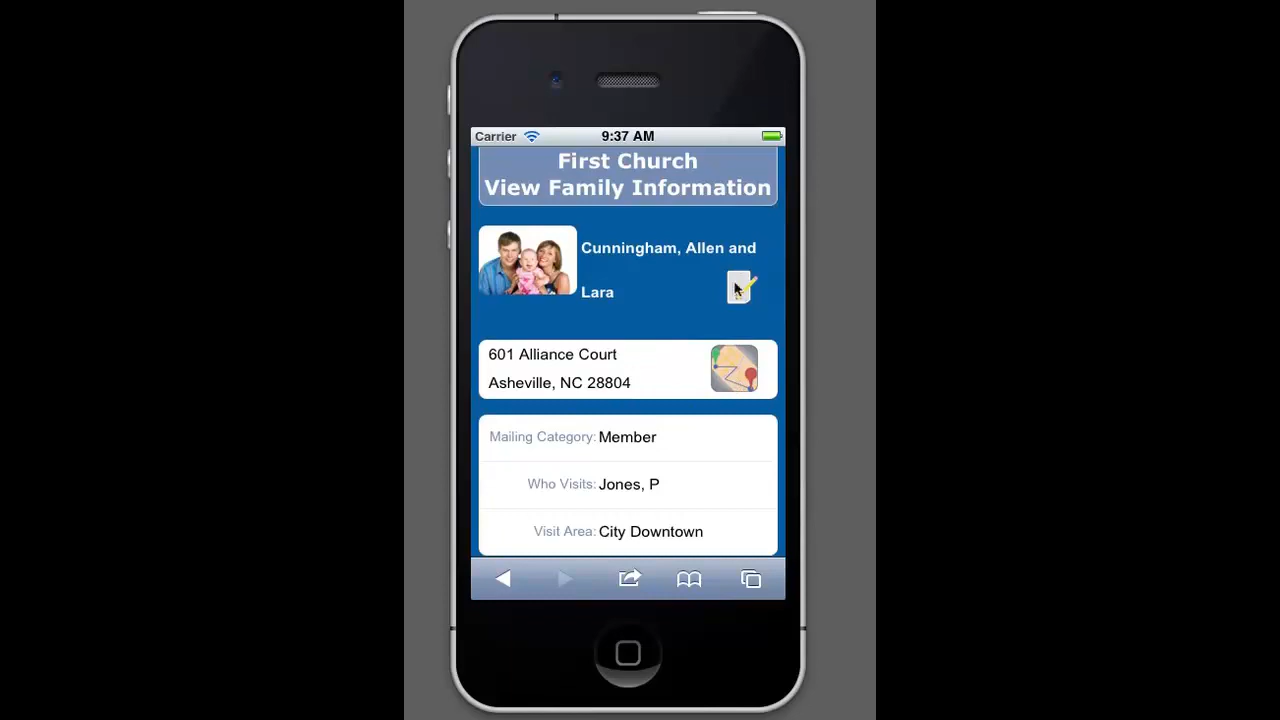 Carrier 9:37 AM
First Church
View Family Information
Cunningham, Allen and
Lara
601 Alliance Court
Asheville, NC 28804
Mailing Category: Member
Who Visits: Jones, P
Visit Area: City Downtown